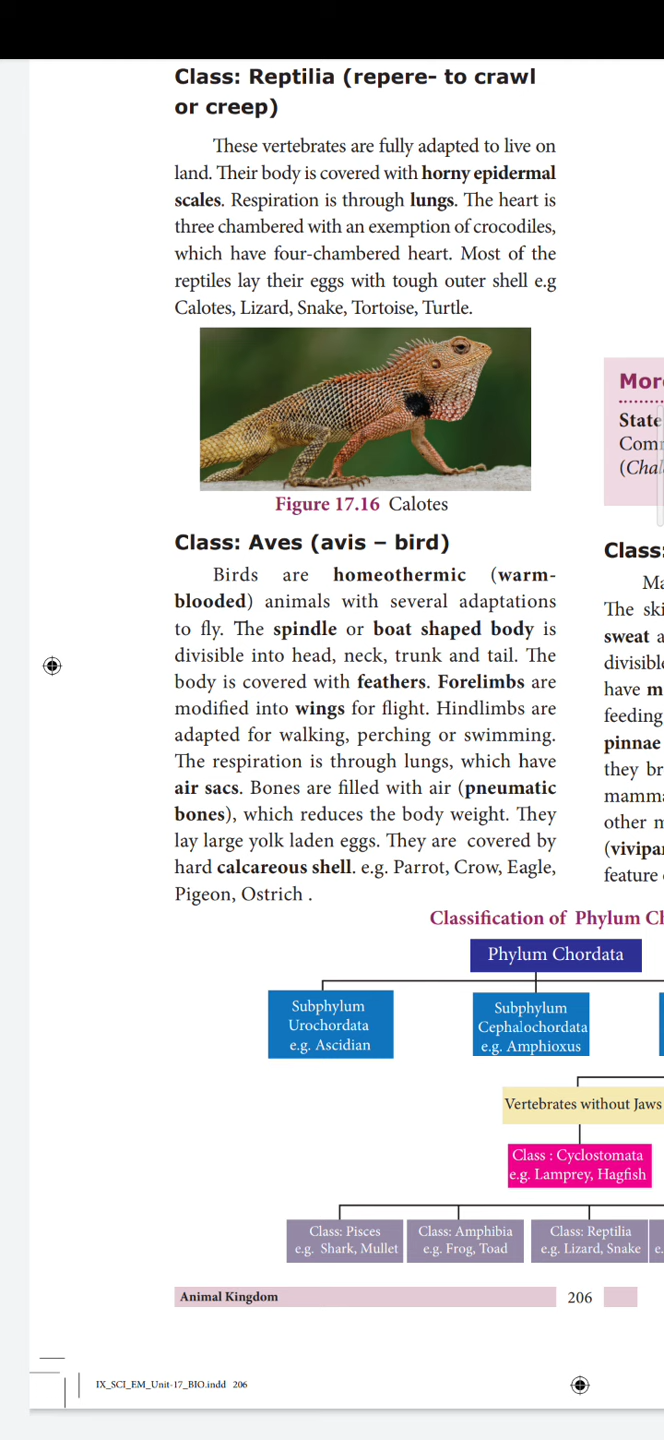 Class: Reptilia (repere- to crawl
or creep)
These vertebrates are fully adapted to live on
land. Their body is covered with horny epidermal
scales. Respiration is through lungs. The heart is
three chambered with an exemption of crocodiles,
which have four-chambered heart. Most of the
reptiles lay their eggs with tough outer shell e.g
Calotes, Lizard, Snake, Tortoise, Turtle.
Figure 17.16 Calotes
Class: Aves (avis – bird)
Birds are homeothermic (warm-
blooded) animals with several adaptations
to fly. The spindle or boat shaped body is
divisible into head, neck, trunk and tail. The
body is covered with feathers. Forelimbs are
modified into wings for flight. Hindlimbs are
adapted for walking, perching or swimming.
The respiration is through lungs, which have
air sacs. Bones are filled with air (pneumatic
bones), which reduces the body weight. They
lay large yolk laden eggs. They are covered by
hard calcareous shell. e.g. Parrot, Crow, Eagle,
Pigeon, Ostrich .
State
Class:
The
sweat
have
feeding
pinnae
they
other
feature
Classification of Phylum
Phylum Chordata
Subphylum
Urochordata
e.g. Ascidian
Subphylum
Cephalochordata
e.g. Amphioxus
Vertebrates without Jaws
Class : Cyclostomata
e.g. Lamprey, Hagfish
Class: Pisces
e.g. Shark, Mullet
Class: Amphibia
e.g. Frog, Toad
Class: Reptilia
e.g. Lizard, Snake
Animal Kingdom
206
IX_SCI_EM_Unit-17_BIO.indd 206